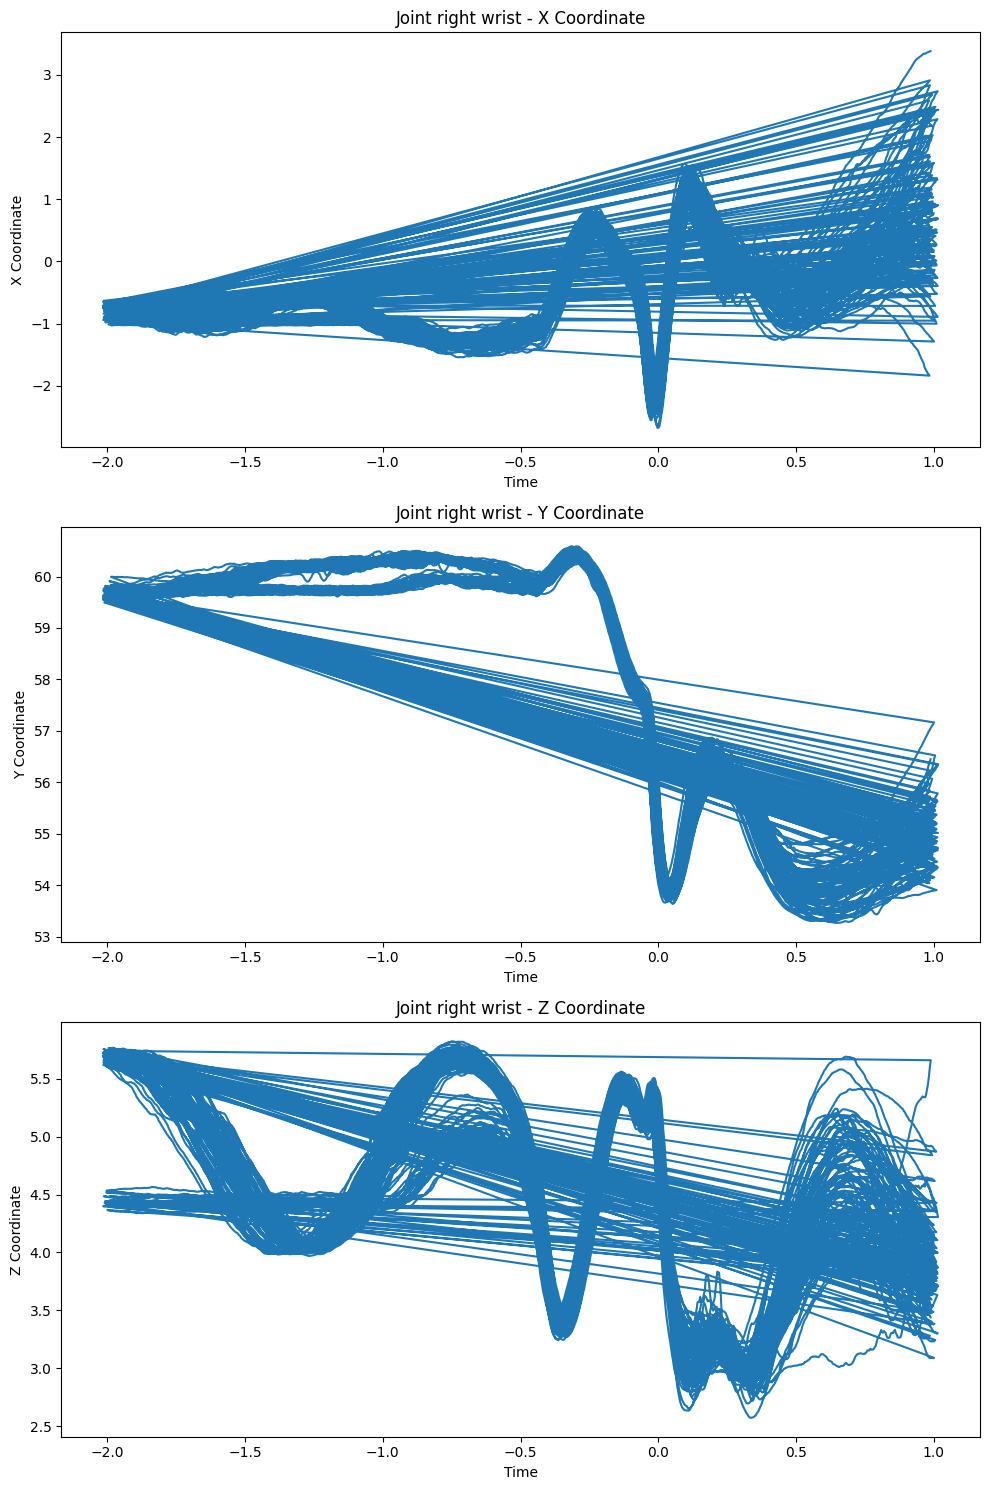 Joint right wrist - X Coordinate
X Coordinate
3
2
1
0
−1
−2
−2.0 −1.5 −1.0 −0.5 0.0 0.5 1.0
Time
Joint right wrist - Y Coordinate
Y Coordinate
60
59
58
57
56
55
54
53
−2.0 −1.5 −1.0 −0.5 0.0 0.5 1.0
Time
Joint right wrist - Z Coordinate
Z Coordinate
5.5
5.0
4.5
4.0
3.5
3.0
2.5
−2.0 −1.5 −1.0 −0.5 0.0 0.5 1.0
Time